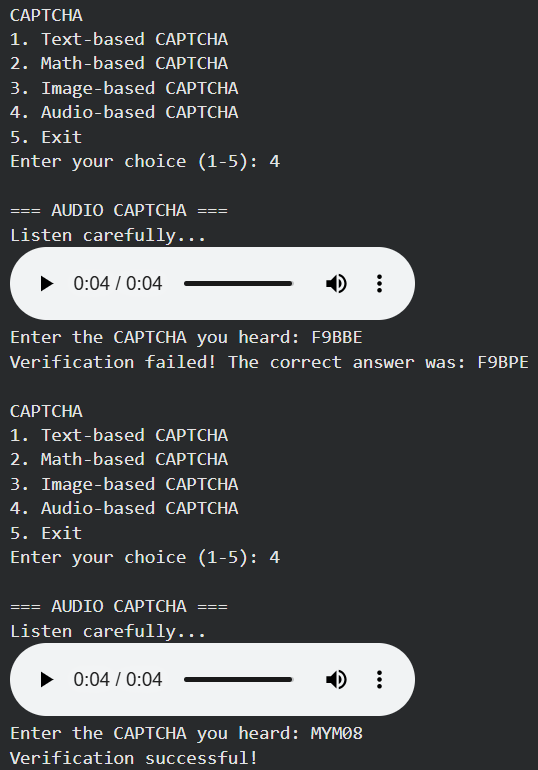 CAPTCHA
1. Text-based CAPTCHA
2. Math-based CAPTCHA
3. Image-based CAPTCHA
4. Audio-based CAPTCHA
5. Exit
Enter your choice (1-5): 4
=== AUDIO CAPTCHA ===
Listen carefully...
0:04 / 0:04
Enter the CAPTCHA you heard: F9BBE
Verification failed! The correct answer was: F9BPE
CAPTCHA
1. Text-based CAPTCHA
2. Math-based CAPTCHA
3. Image-based CAPTCHA
4. Audio-based CAPTCHA
5. Exit
Enter your choice (1-5): 4
=== AUDIO CAPTCHA ===
Listen carefully...
0:04 / 0:04
Enter the CAPTCHA you heard: MYM08
Verification successful!